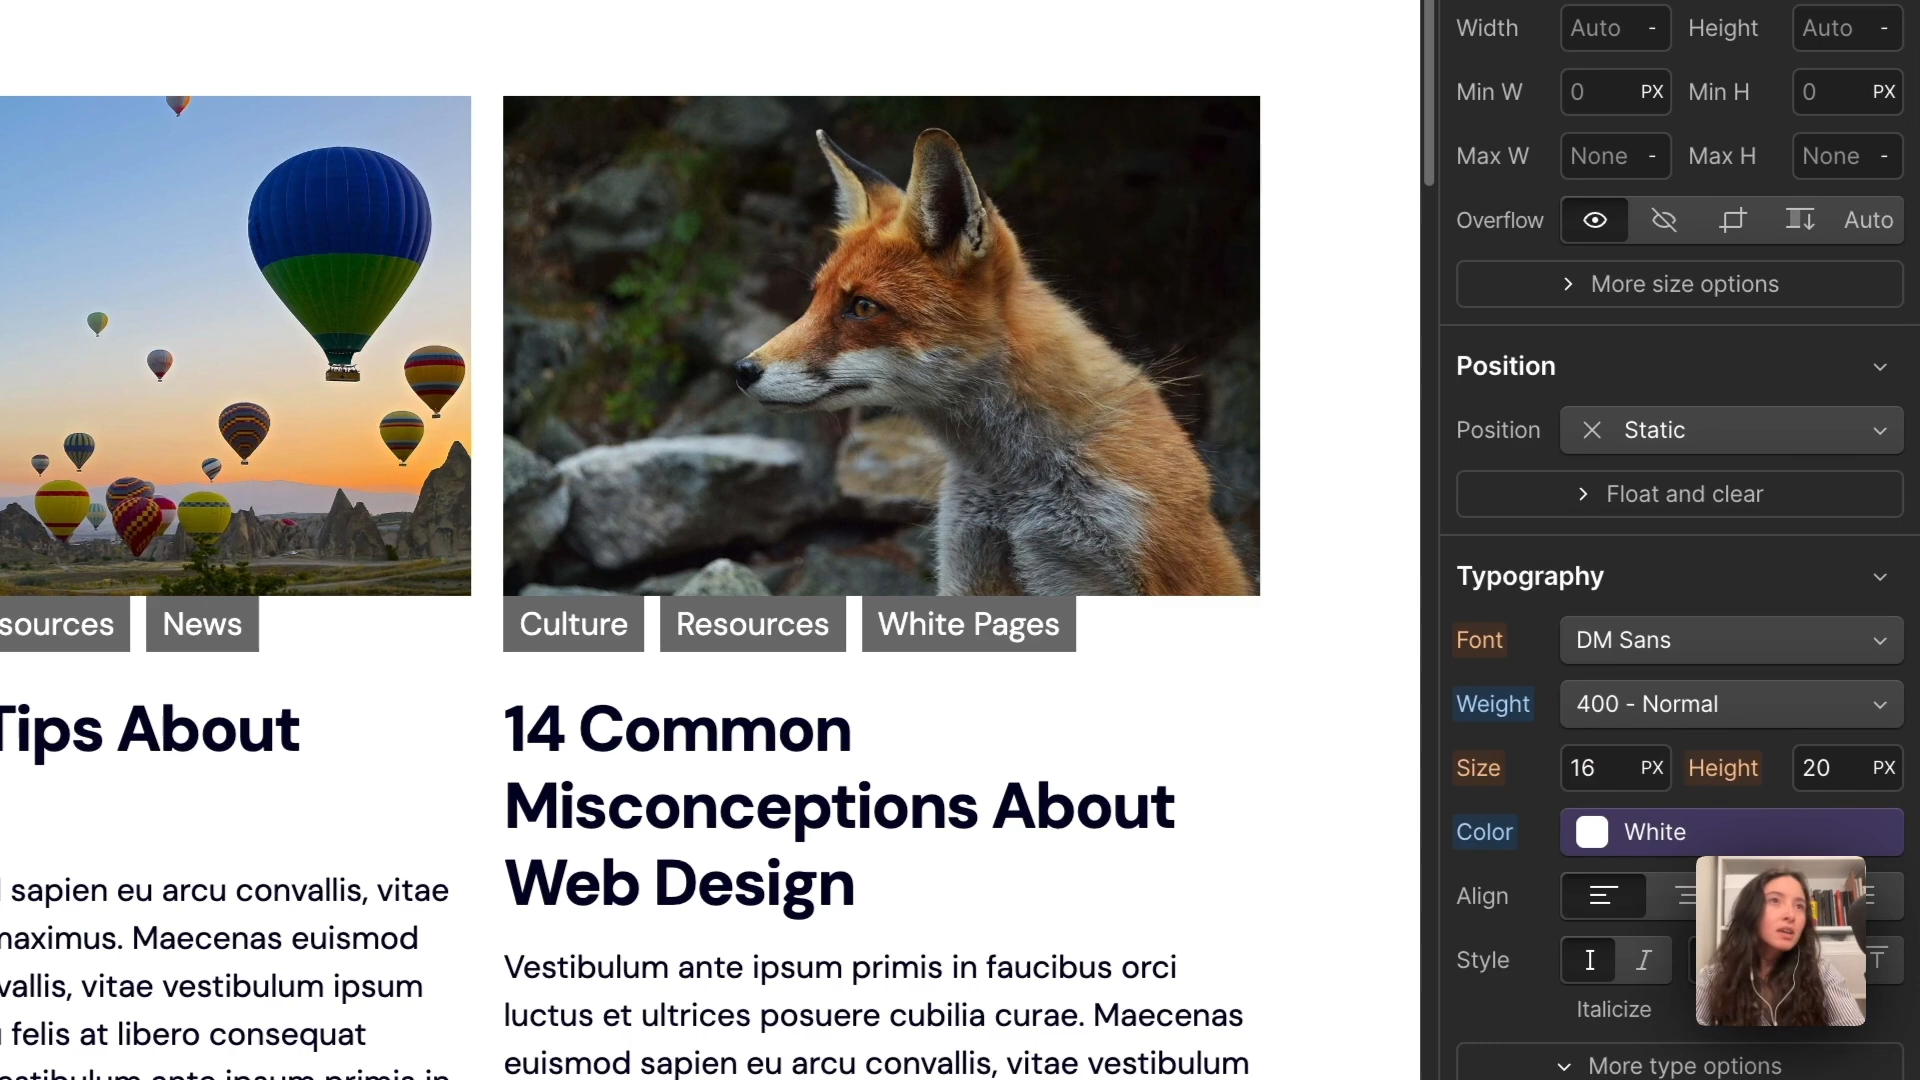 Width Auto - Height Auto -
Min W 0 PX Min H 0 PX
Max W None - Max H None -
Overflow Auto
More size options
Position
Position Static
Float and clear
Typography
Font DM Sans
Weight 400 - Normal
Size 16 PX Height 20 PX
Color White
Align
Style
Italicize
More type options
sources News
Tips About
sapien eu arcu convallis, vitae
maximus. Maecenas euismod
vallis, vitae vestibulum ipsum
felis at libero consequat
Culture Resources White Pages
14 Common
Misconceptions About
Web Design
Vestibulum ante ipsum primis in faucibus orci
luctus et ultrices posuere cubilia curae. Maecenas
euismod sapien eu arcu convallis, vitae vestibulum